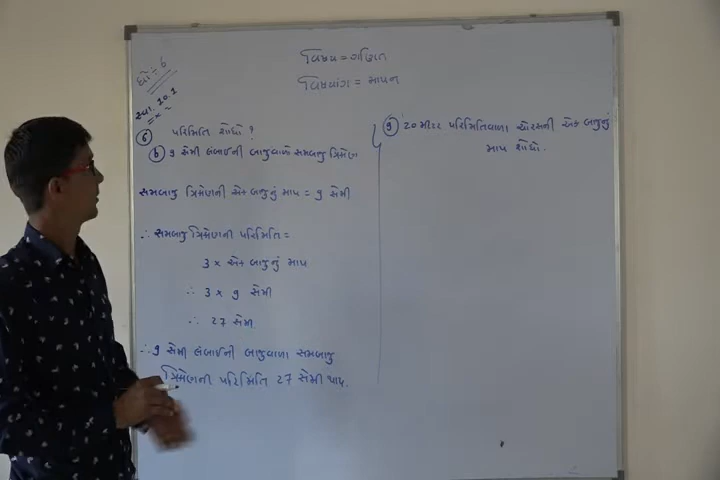 વિષય = ગણિત
વિષયાંગ = માપન
ધો = 6
સ્વા. 10.1
૬ પરિમિતિ શોધો ?
b 9 સેમી લંબાઈની બાજુવાળો સમબાજુ ત્રિકોણ
સમબાજુ ત્રિકોણની એક બાજુનું માપ = 9 સેમી
∴ સમબાજુ ત્રિકોણની પરિમિતિ =
3 x એક બાજુનું માપ
∴ 3 x 9 સેમી
∴ 27 સેમી
∴ 9 સેમી લંબાઈની બાજુવાળા સમબાજુ
ત્રિકોણની પરિમિતિ 27 સેમી થાય.
9 20 મીટર પરિમિતિવાળા ચોરસની એક બાજુનું
માપ શોધો.